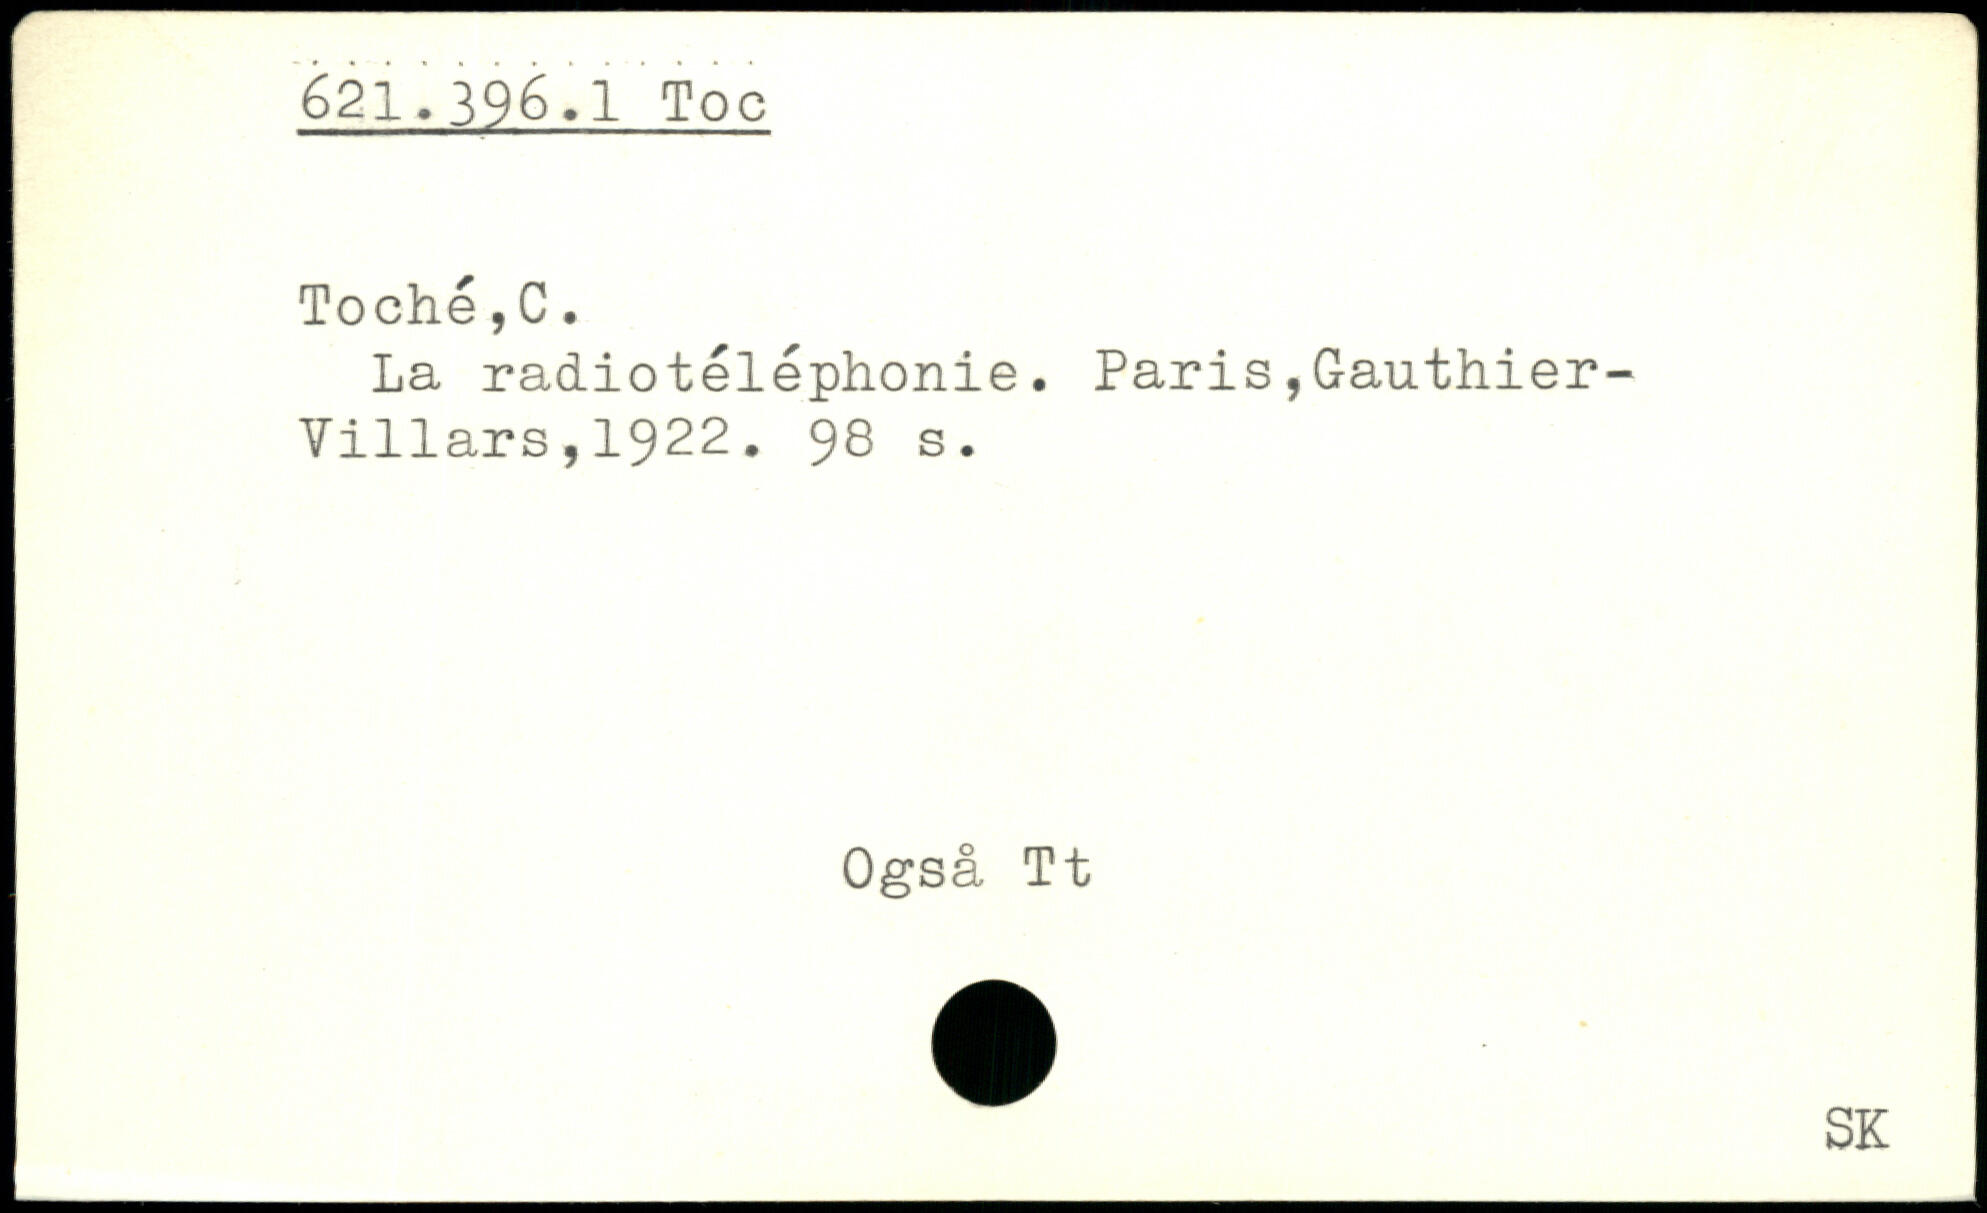 621.396.1 Toc
Toché,C.
La radiotéléphonie. Paris,Gauthier-
Villars,1922. 98 s.
Også Tt
SK